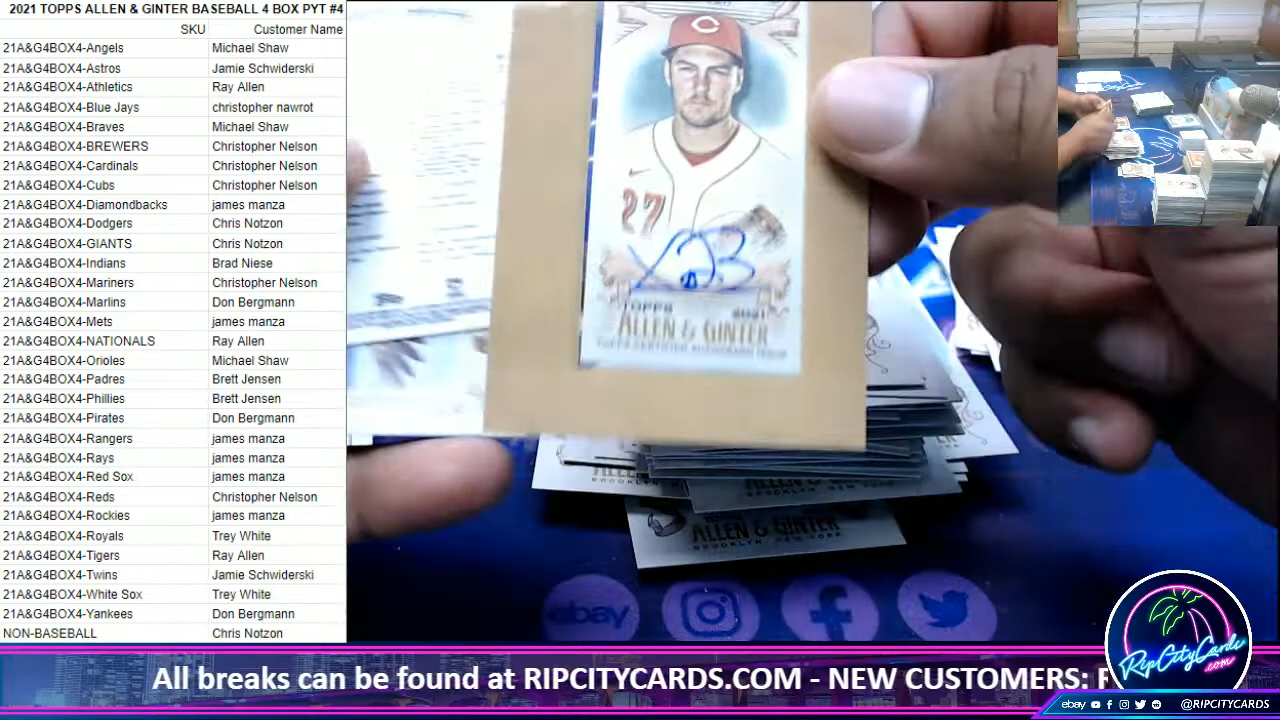 2021 TOPPS ALLEN & GINTER BASEBALL 4 BOX PYT #4
SKU Customer Name
21A&G4BOX4-Angels Michael Shaw
21A&G4BOX4-Astros Jamie Schwiderski
21A&G4BOX4-Athletics Ray Allen
21A&G4BOX4-Blue Jays christopher nawrot
21A&G4BOX4-Braves Michael Shaw
21A&G4BOX4-BREWERS Christopher Nelson
21A&G4BOX4-Cardinals Christopher Nelson
21A&G4BOX4-Cubs Christopher Nelson
21A&G4BOX4-Diamondbacks james manza
21A&G4BOX4-Dodgers Chris Notzon
21A&G4BOX4-GIANTS Chris Notzon
21A&G4BOX4-Indians Brad Niese
21A&G4BOX4-Mariners Christopher Nelson
21A&G4BOX4-Marlins Don Bergmann
21A&G4BOX4-Mets james manza
21A&G4BOX4-NATIONALS Ray Allen
21A&G4BOX4-Orioles Michael Shaw
21A&G4BOX4-Padres Brett Jensen
21A&G4BOX4-Phillies Brett Jensen
21A&G4BOX4-Pirates Don Bergmann
21A&G4BOX4-Rangers james manza
21A&G4BOX4-Rays james manza
21A&G4BOX4-Red Sox james manza
21A&G4BOX4-Reds Christopher Nelson
21A&G4BOX4-Rockies james manza
21A&G4BOX4-Royals Trey White
21A&G4BOX4-Tigers Ray Allen
21A&G4BOX4-Twins Jamie Schwiderski
21A&G4BOX4-White Sox Trey White
21A&G4BOX4-Yankees Don Bergmann
NON-BASEBALL Chris Notzon
27
TOPPS 2021
ALLEN & GINTER
TOPPS CERTIFIED AUTOGRAPH ISSUE
BROOKLYN NEW YORK
ALLEN & GINTER
BROOKLYN NEW YORK
ebay
RipCityCards
.com
All breaks can be found at RIPCITYCARDS.COM - NEW CUSTOMERS: F
ebay @RIPCITYCARDS